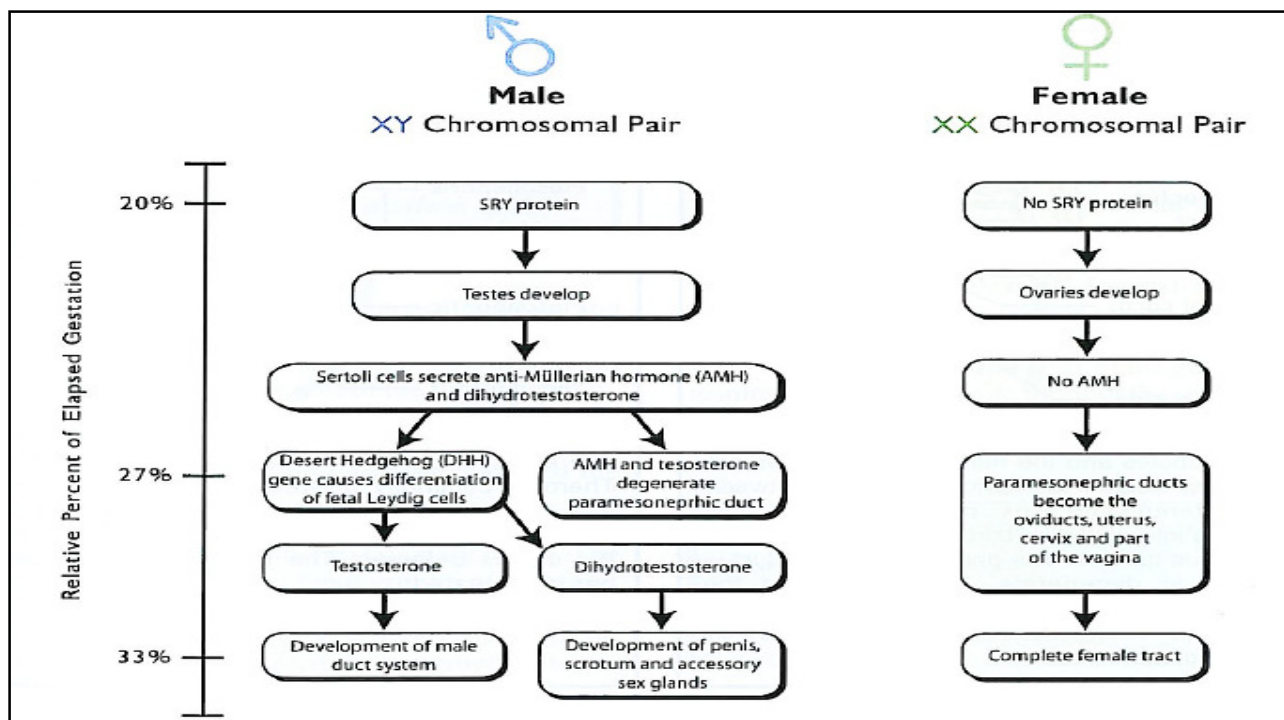 Male
XY Chromosomal Pair
Female
XX Chromosomal Pair
Relative Percent of Elapsed Gestation
20%
27%
33%
SRY protein
Testes develop
Sertoli cells secrete anti-Müllerian hormone (AMH)
and dihydrotestosterone
Desert Hedgehog (DHH)
gene causes differentiation
of fetal Leydig cells
AMH and tesosterone
degenerate
paramesoneprhic duct
Testosterone
Dihydrotestosterone
Development of male
duct system
Development of penis,
scrotum and accessory
sex glands
No SRY protein
Ovaries develop
No AMH
Paramesonephric ducts
become the
oviducts, uterus,
cervix and part
of the vagina
Complete female tract